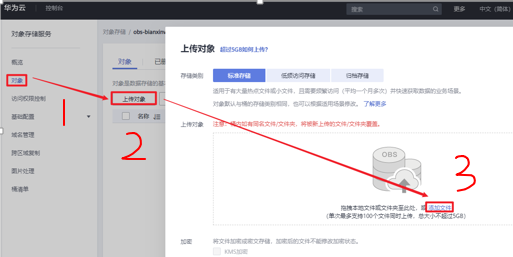 华为云 控制台 搜索 更多 中文（简体）
对象存储服务
对象存储 / obs-bianxin
概览
对象
访问权限控制
基础配置
域名管理
跨区域复制
图片处理
桶清单
1
对象
对象是数据存储的基
上传对象
名称
2
上传对象 超过5GB如何上传?
存储类别 标准存储 低频访问存储 归档存储
适用于有大量热点文件或小文件，且需要频繁访问（平均一个月多次）并快速获取数据的业务场景。
对象默认与桶的存储类别相同，也可以根据适用场景修改。 了解更多
上传对象 注意：桶内如有同名文件/文件夹，将被新上传的文件/文件夹覆盖。
OBS
3
拖拽本地文件或文件夹至此处，或 添加文件
（单次最多支持100个文件同时上传，总大小不超过5GB）
加密 将文件加密成密文存储，加密后的文件不能修改加密状态。
KMS加密